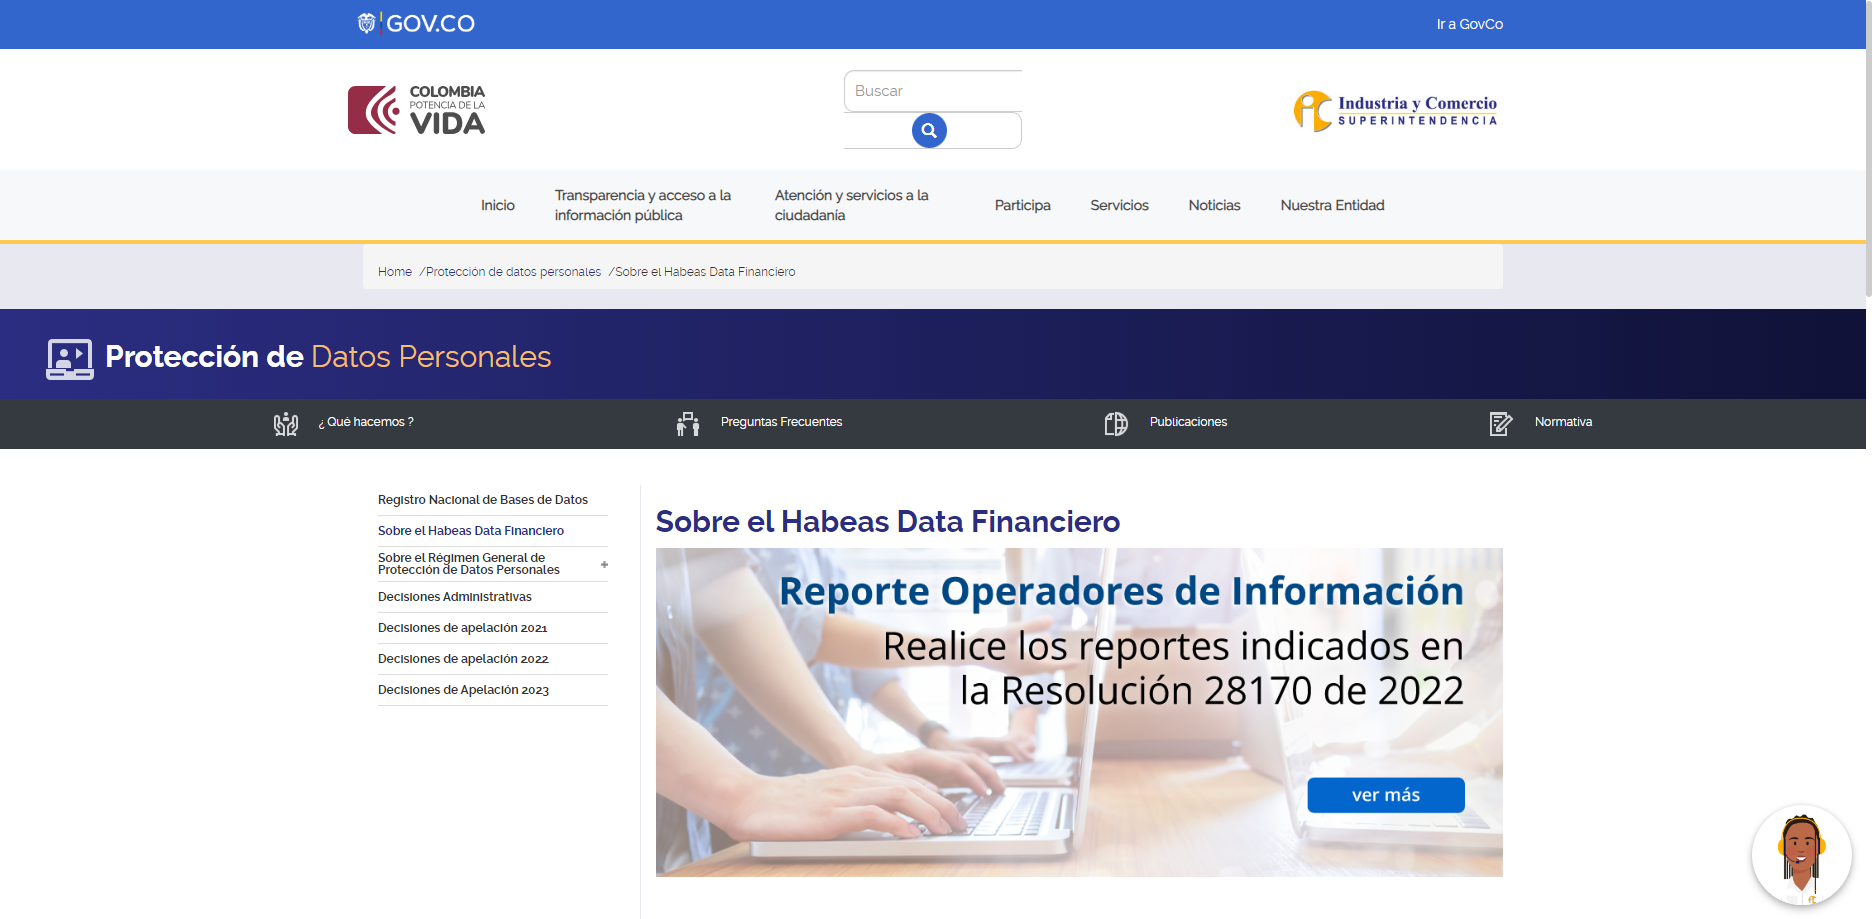 GOV.CO
Ir a GovCo
COLOMBIA
POTENCIA DE LA
VIDA
Buscar
Industria y Comercio
SUPERINTENDENCIA
Inicio
Transparencia y acceso a la
información pública
Atención y servicios a la
ciudadanía
Participa
Servicios
Noticias
Nuestra Entidad
Home /Protección de datos personales /Sobre el Habeas Data Financiero
Protección de Datos Personales
¿ Qué hacemos ?
Preguntas Frecuentes
Publicaciones
Normativa
Registro Nacional de Bases de Datos
Sobre el Habeas Data Financiero
Sobre el Régimen General de
Protección de Datos Personales
Decisiones Administrativas
Decisiones de apelación 2021
Decisiones de apelación 2022
Decisiones de Apelación 2023
Sobre el Habeas Data Financiero
Reporte Operadores de Información
Realice los reportes indicados en
la Resolución 28170 de 2022
ver más